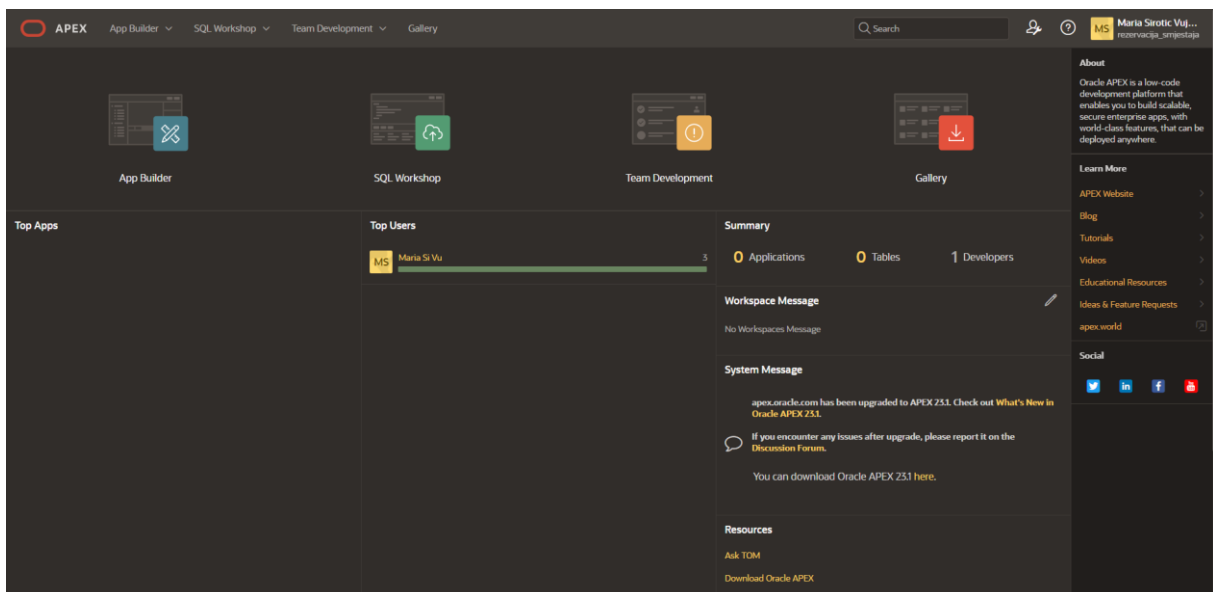 APEX App Builder SQL Workshop Team Development Gallery Search MS Maria Sirotic Vuj...
rezervacija_smjestaja
App Builder SQL Workshop Team Development Gallery
Top Apps
Top Users
MS Maria Si Vu 3
Summary
0 Applications 0 Tables 1 Developers
Workspace Message
No Workspaces Message
System Message
apex.oracle.com has been upgraded to APEX 23.1. Check out What's New in
Oracle APEX 23.1.
If you encounter any issues after upgrade, please report it on the
Discussion Forum.
You can download Oracle APEX 23.1 here.
Resources
Ask TOM
Download Oracle APEX
About
Oracle APEX is a low-code
development platform that
enables you to build scalable,
secure enterprise apps, with
world-class features, that can be
deployed anywhere.
Learn More
APEX Website
Blog
Tutorials
Videos
Educational Resources
Ideas & Feature Requests
apex.world
Social